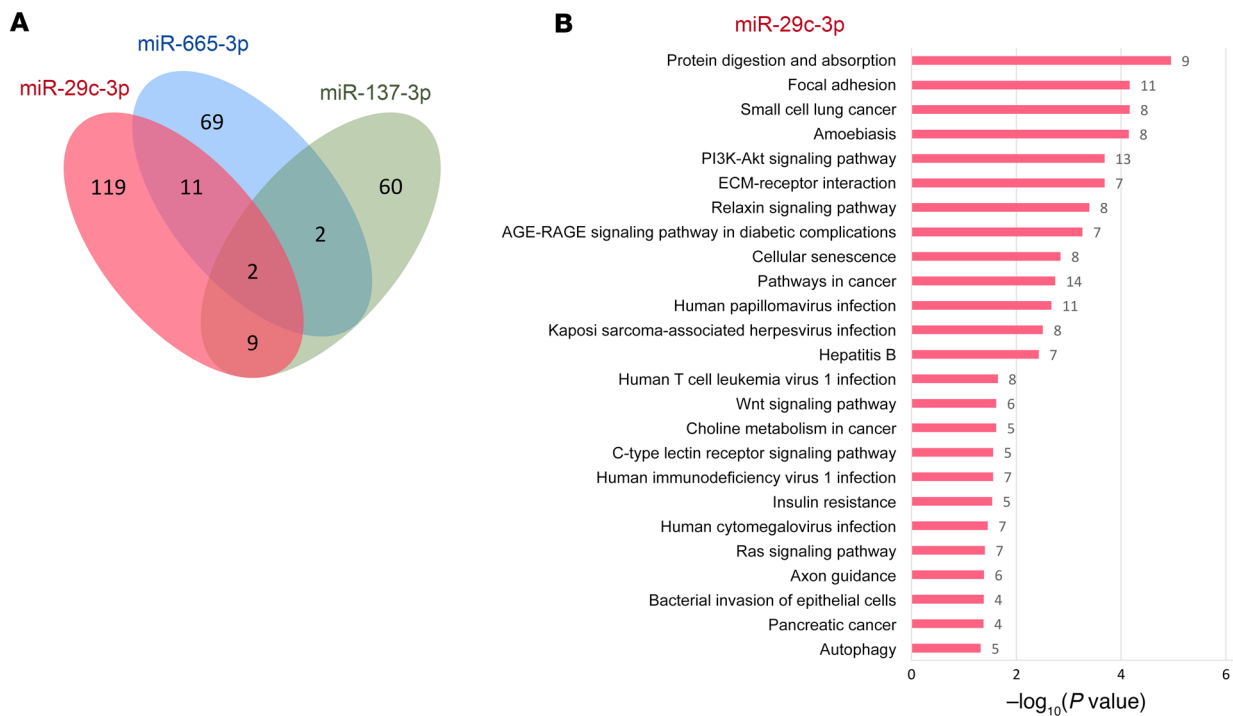 A
miR-665-3p
miR-29c-3p
miR-137-3p
69
119
11
60
2
2
9
B
miR-29c-3p
Protein digestion and absorption 9
Focal adhesion 11
Small cell lung cancer 8
Amoebiasis 8
PI3K-Akt signaling pathway 13
ECM-receptor interaction 7
Relaxin signaling pathway 8
AGE-RAGE signaling pathway in diabetic complications 7
Cellular senescence 8
Pathways in cancer 14
Human papillomavirus infection 11
Kaposi sarcoma-associated herpesvirus infection 8
Hepatitis B 7
Human T cell leukemia virus 1 infection 8
Wnt signaling pathway 6
Choline metabolism in cancer 5
C-type lectin receptor signaling pathway 5
Human immunodeficiency virus 1 infection 7
Insulin resistance 5
Human cytomegalovirus infection 7
Ras signaling pathway 7
Axon guidance 6
Bacterial invasion of epithelial cells 4
Pancreatic cancer 4
Autophagy 5
0 2 4 6
–log10(P value)